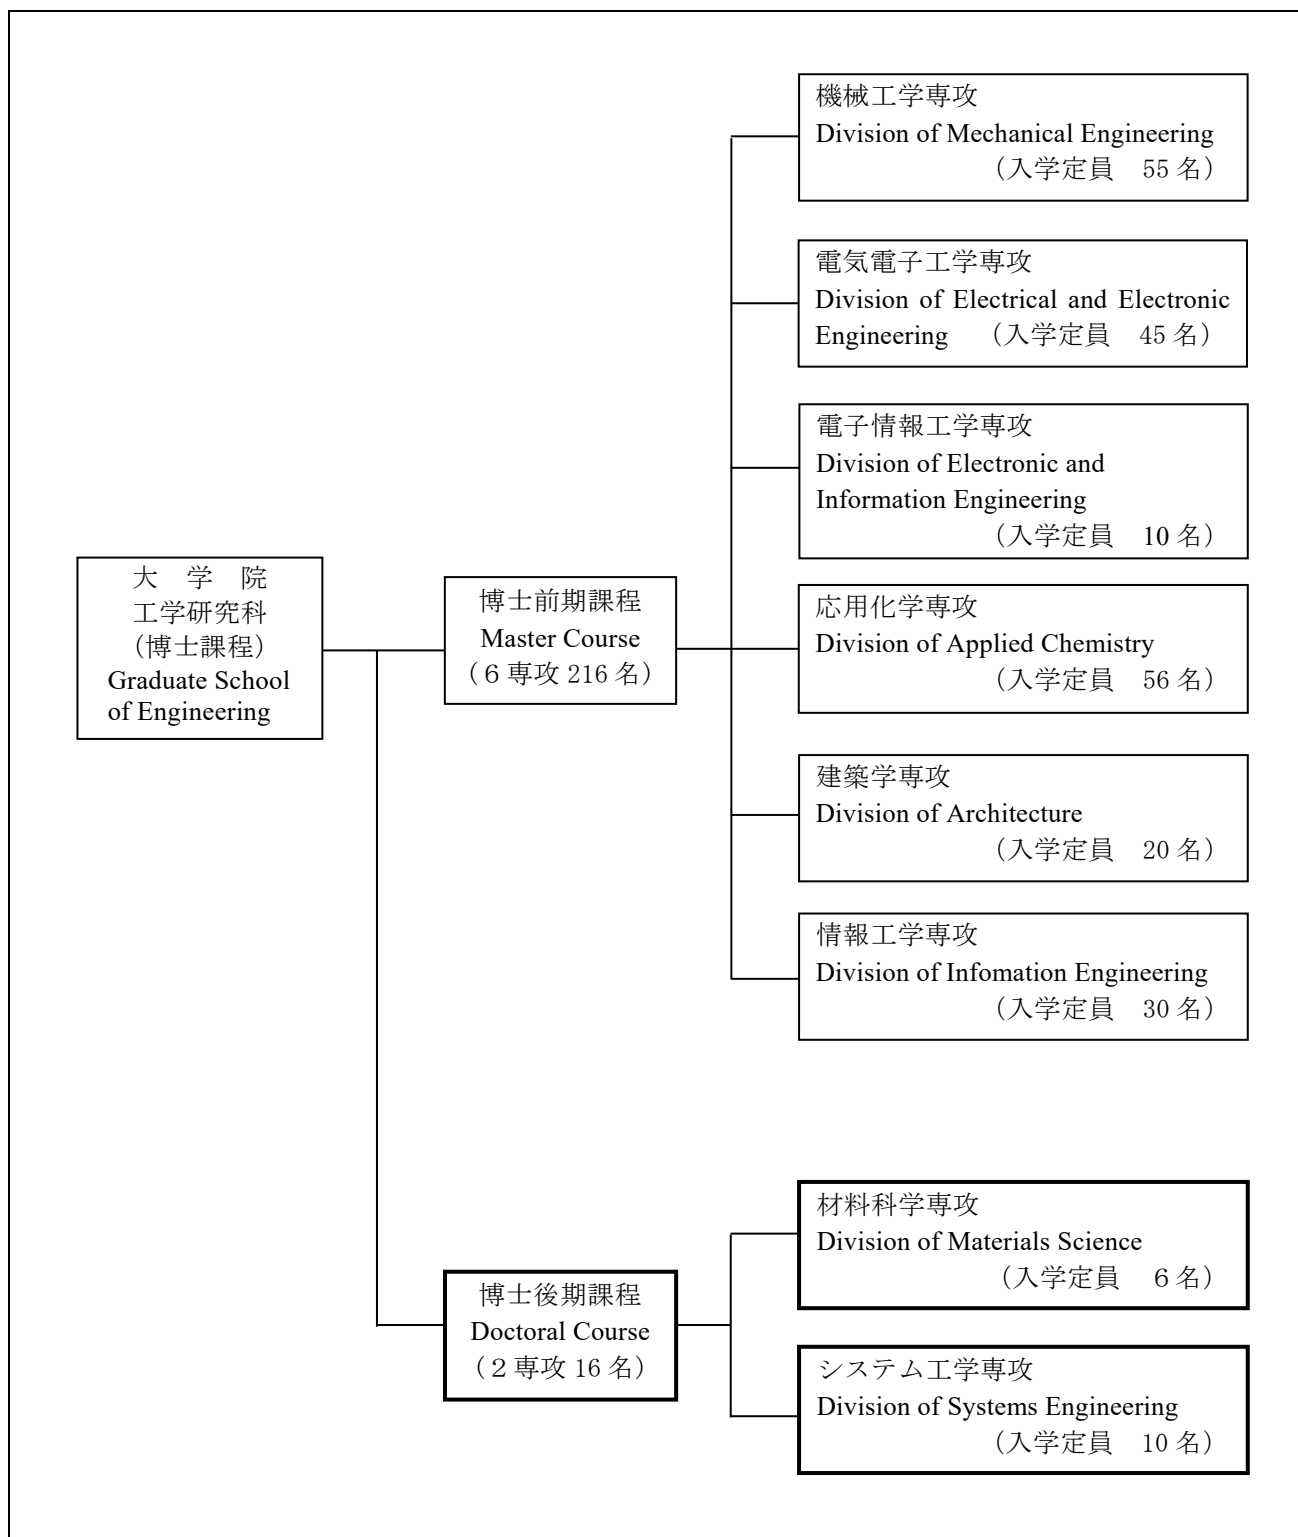 大　学　院
工学研究科
（博士課程）
Graduate School
of Engineering
博士前期課程
Master Course
（６専攻 216 名）
機械工学専攻
Division of Mechanical Engineering
（入学定員　55 名）
電気電子工学専攻
Division of Electrical and Electronic
Engineering　（入学定員　45 名）
電子情報工学専攻
Division of Electronic and
Information Engineering
（入学定員　10 名）
応用化学専攻
Division of Applied Chemistry
（入学定員　56 名）
建築学専攻
Division of Architecture
（入学定員　20 名）
情報工学専攻
Division of Infomation Engineering
（入学定員　30 名）
博士後期課程
Doctoral Course
（２専攻 16 名）
材料科学専攻
Division of Materials Science
（入学定員　６名）
システム工学専攻
Division of Systems Engineering
（入学定員　10 名）